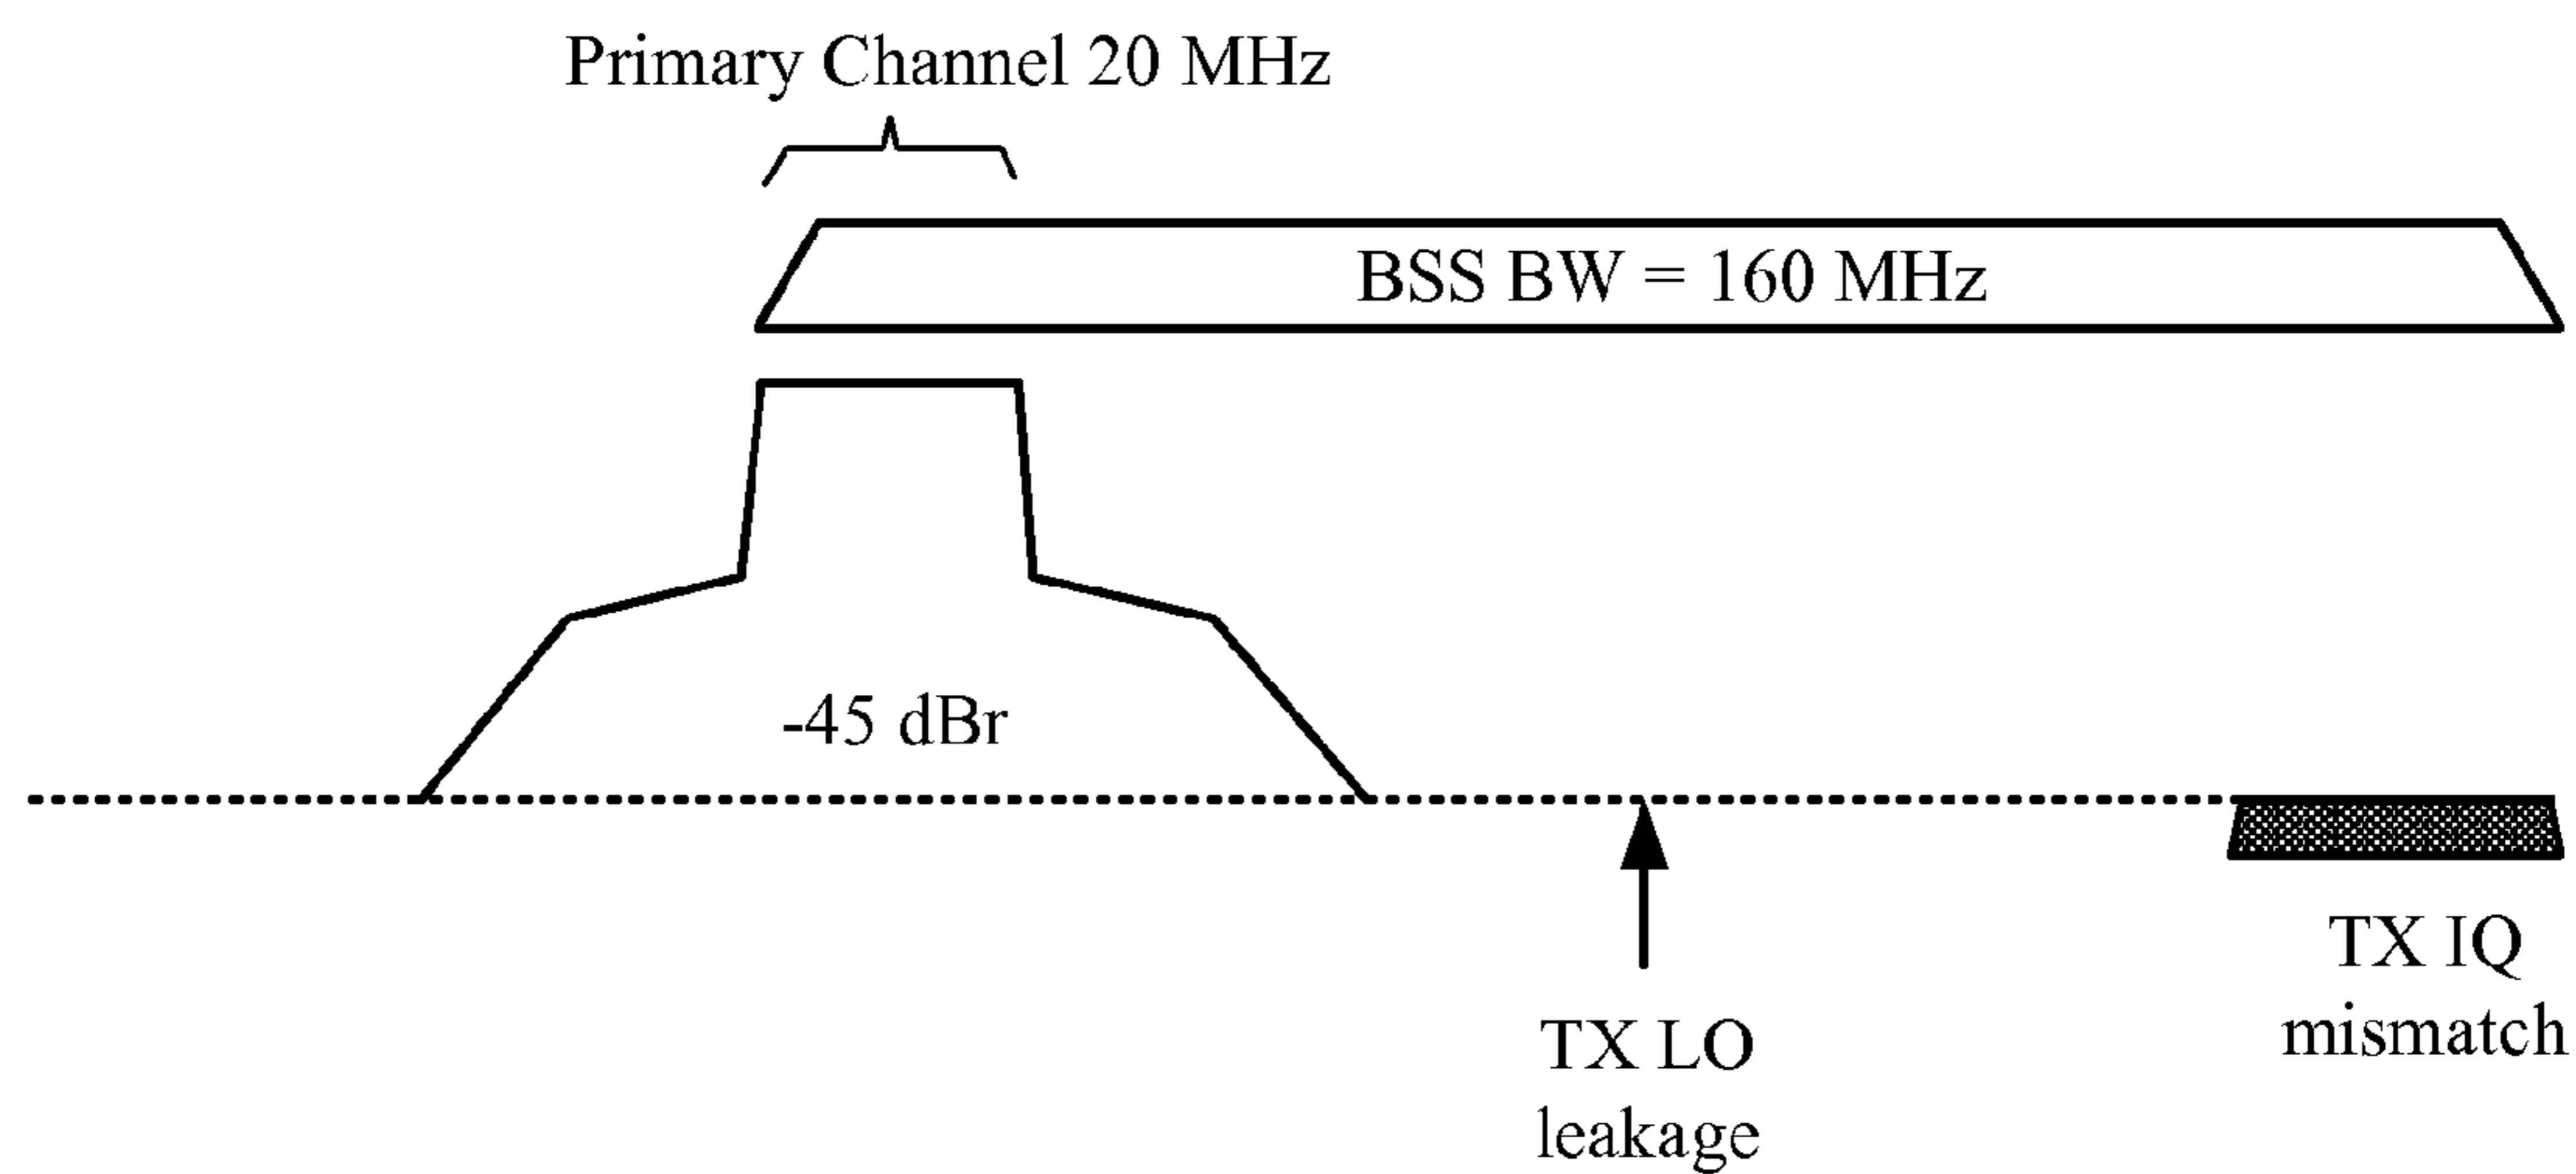 Primary Channel 20 MHz
BSS BW = 160 MHz
-45 dBr
TX LO
leakage
TX IQ
mismatch